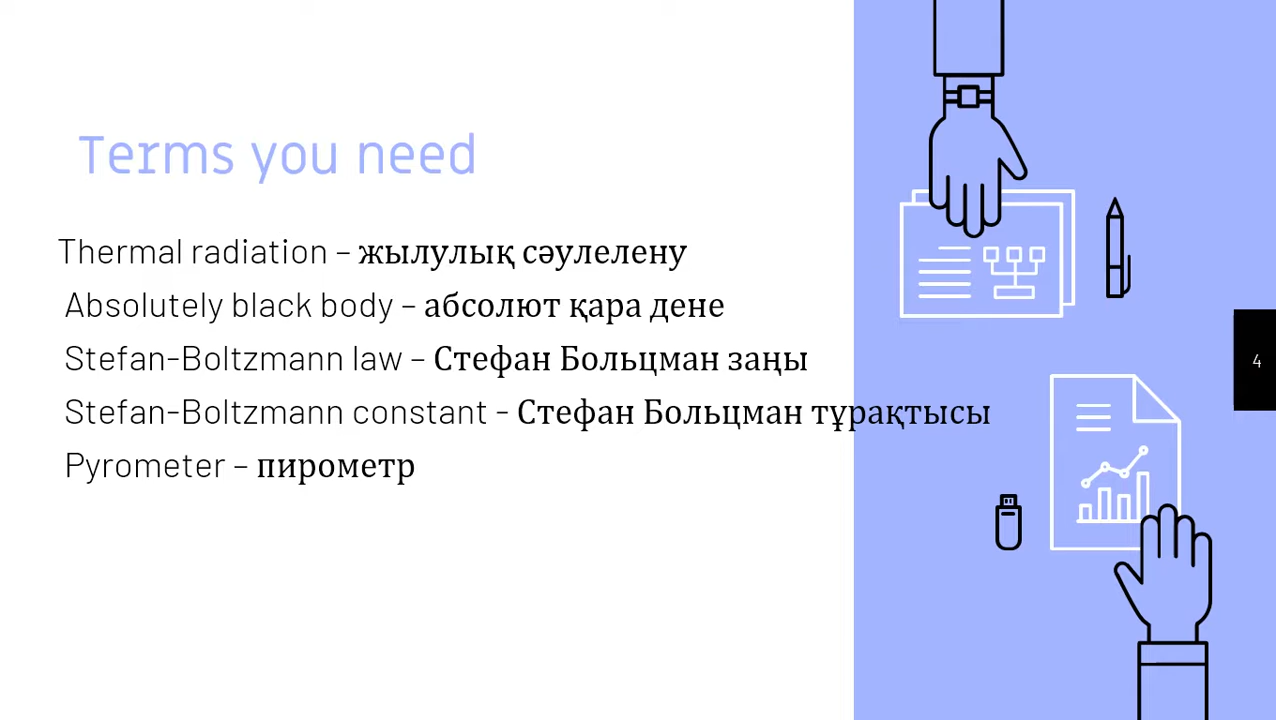 Terms you need
Thermal radiation – жылулық сәулелену
Absolutely black body – абсолют қара дене
Stefan-Boltzmann law – Стефан Больцман заңы
Stefan-Boltzmann constant - Стефан Больцман тұрақтысы
Pyrometer – пирометр
4